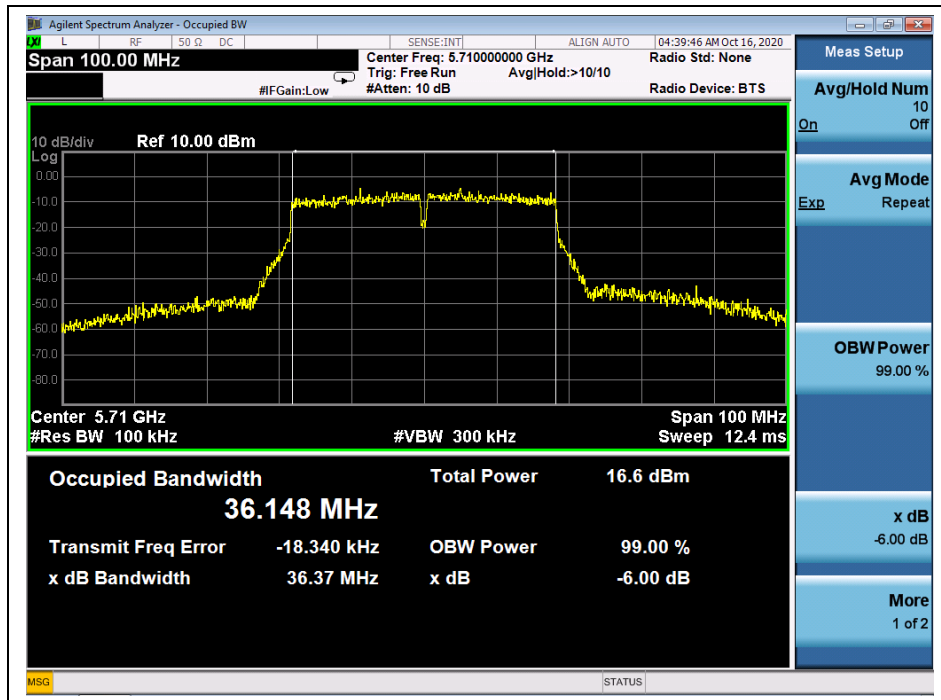 Agilent Spectrum Analyzer - Occupied BW
LXI L RF 50 Ω DC SENSE:INT ALIGN AUTO 04:39:46 AM Oct 16, 2020
Span 100.00 MHz
Center Freq: 5.710000000 GHz Radio Std: None
Trig: Free Run Avg|Hold:>10/10
#IFGain:Low #Atten: 10 dB Radio Device: BTS
10 dB/div Ref 10.00 dBm
Log
0.00
-10.0
-20.0
-30.0
-40.0
-50.0
-60.0
-70.0
-80.0
Center 5.71 GHz Span 100 MHz
#Res BW 100 kHz #VBW 300 kHz Sweep 12.4 ms
Occupied Bandwidth Total Power 16.6 dBm
36.148 MHz
Transmit Freq Error -18.340 kHz OBW Power 99.00 %
x dB Bandwidth 36.37 MHz x dB -6.00 dB
Meas Setup
Avg/Hold Num
10
On Off
Avg Mode
Exp Repeat
OBW Power
99.00 %
x dB
-6.00 dB
More
1 of 2
MSG STATUS